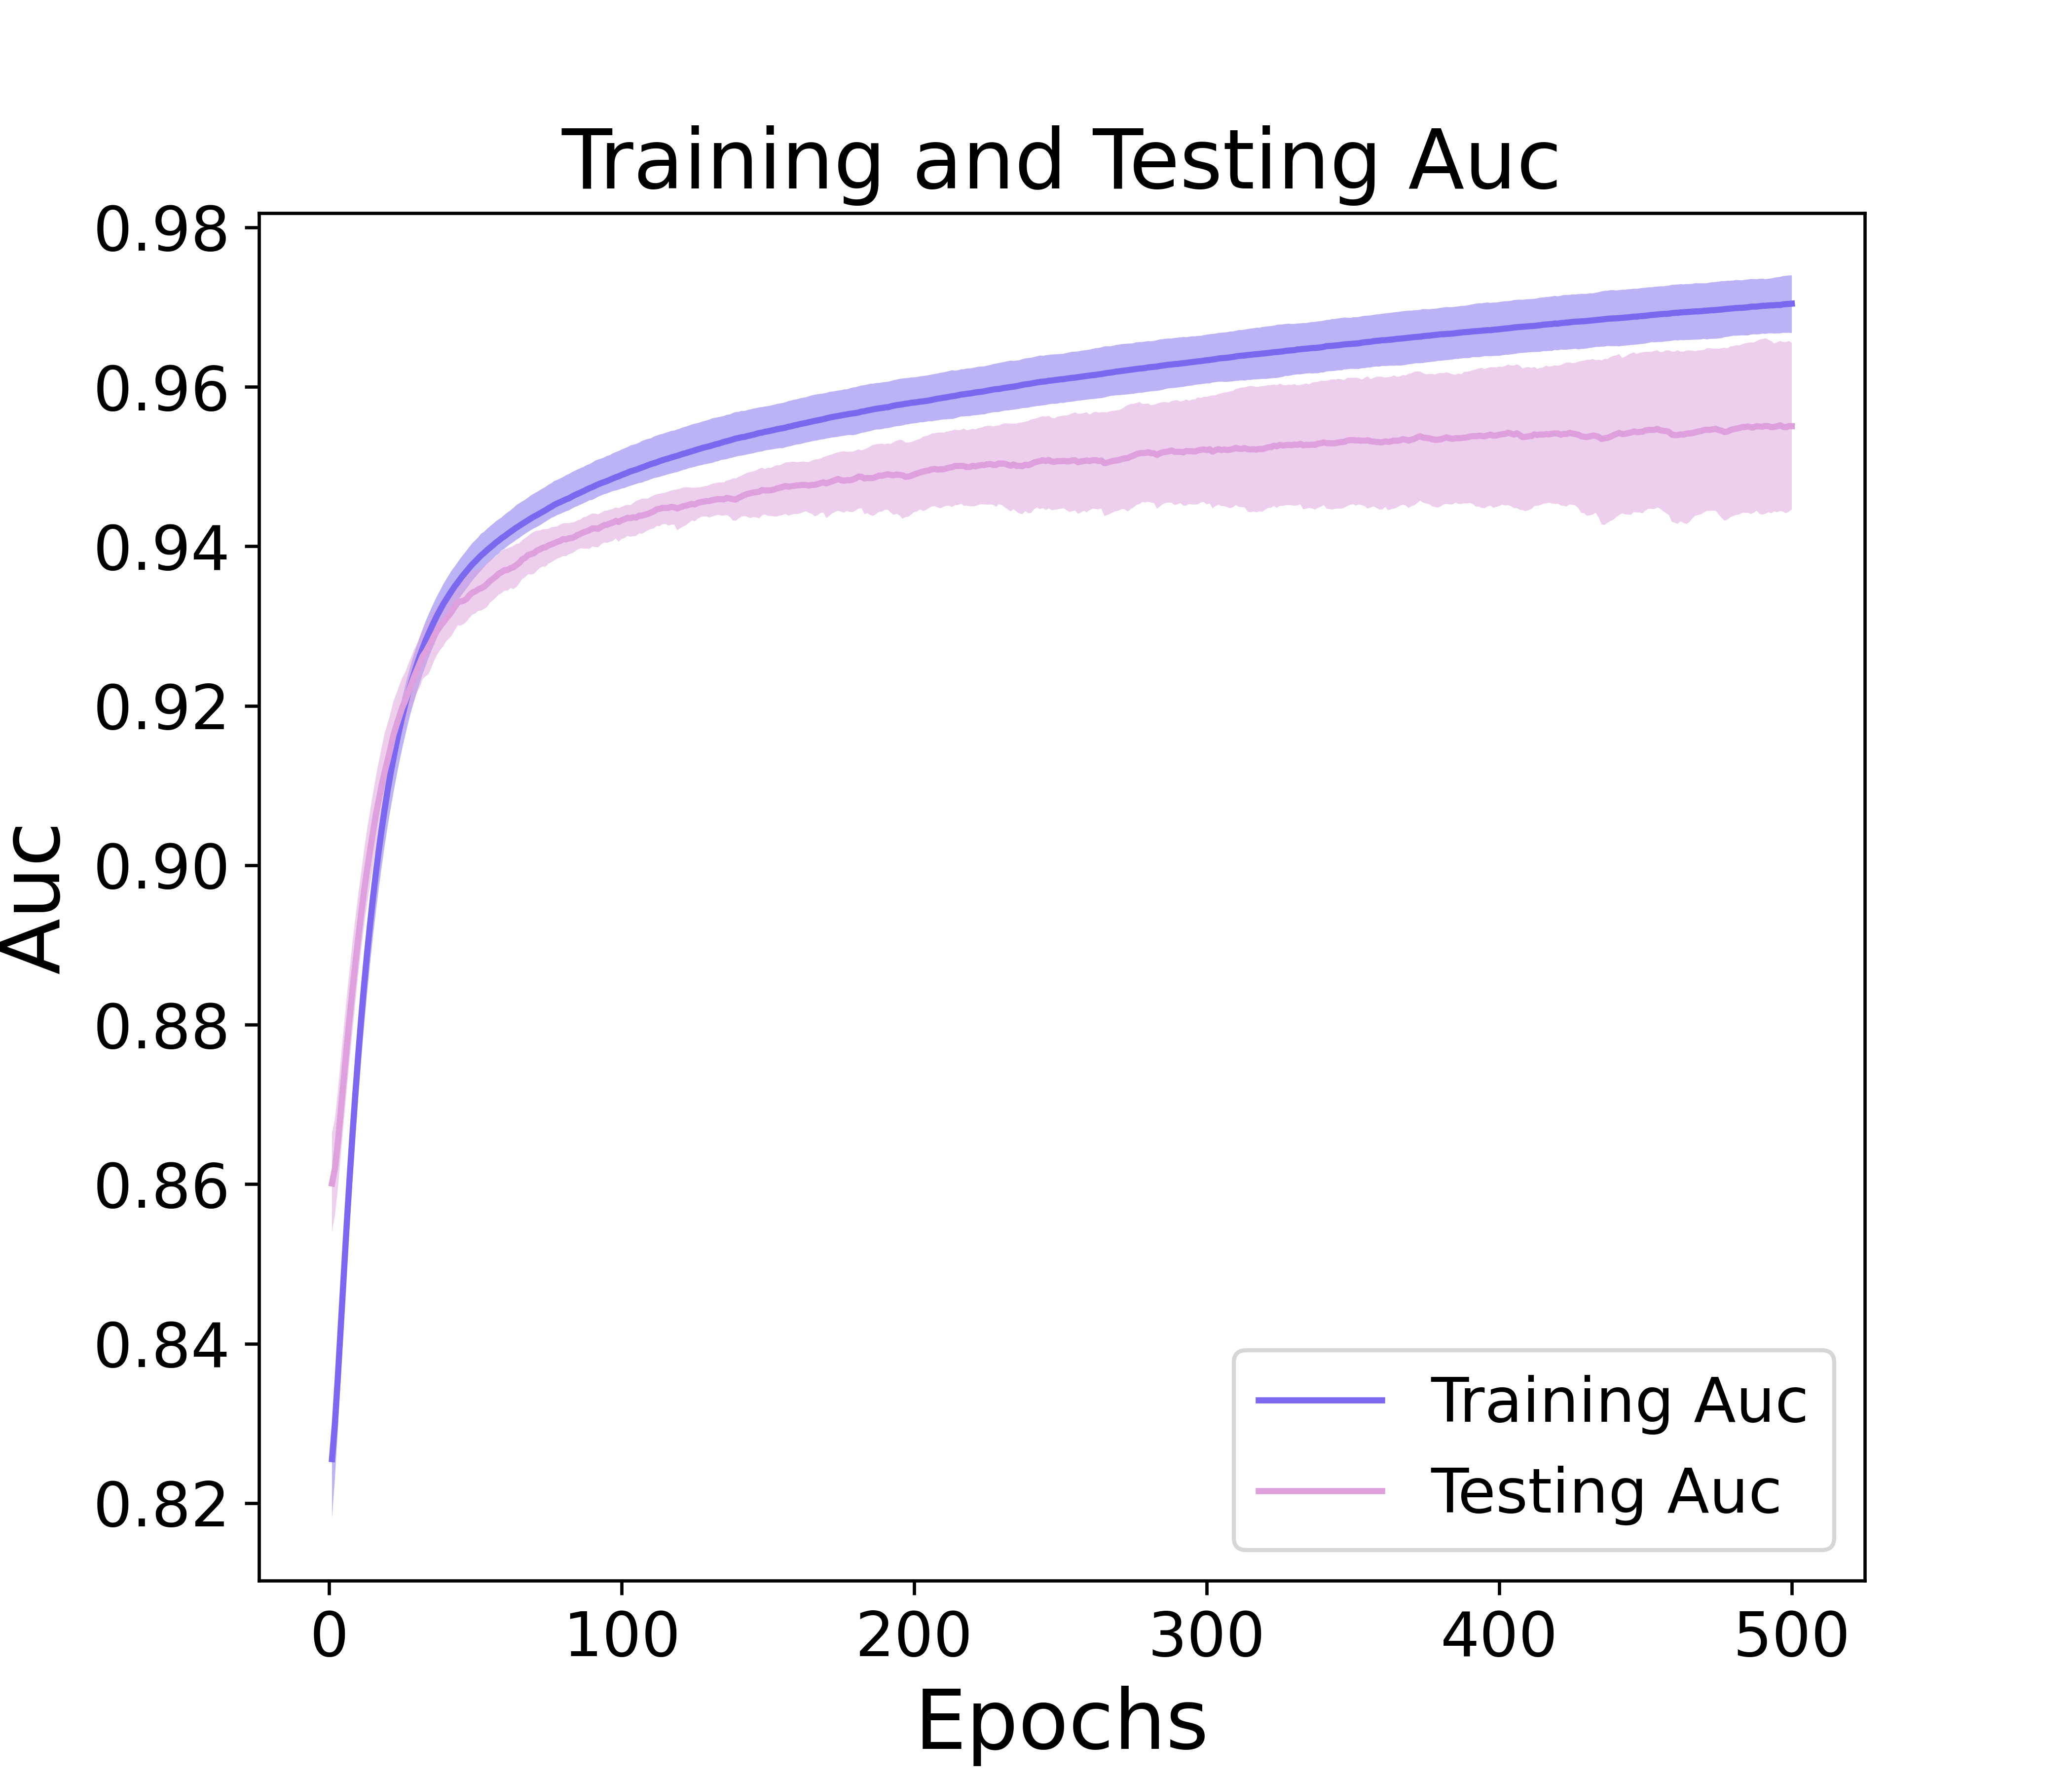 Training and Testing Auc
Auc
0.98
0.96
0.94
0.92
0.90
0.88
0.86
0.84
0.82
Training Auc
Testing Auc
0 100 200 300 400 500
Epochs